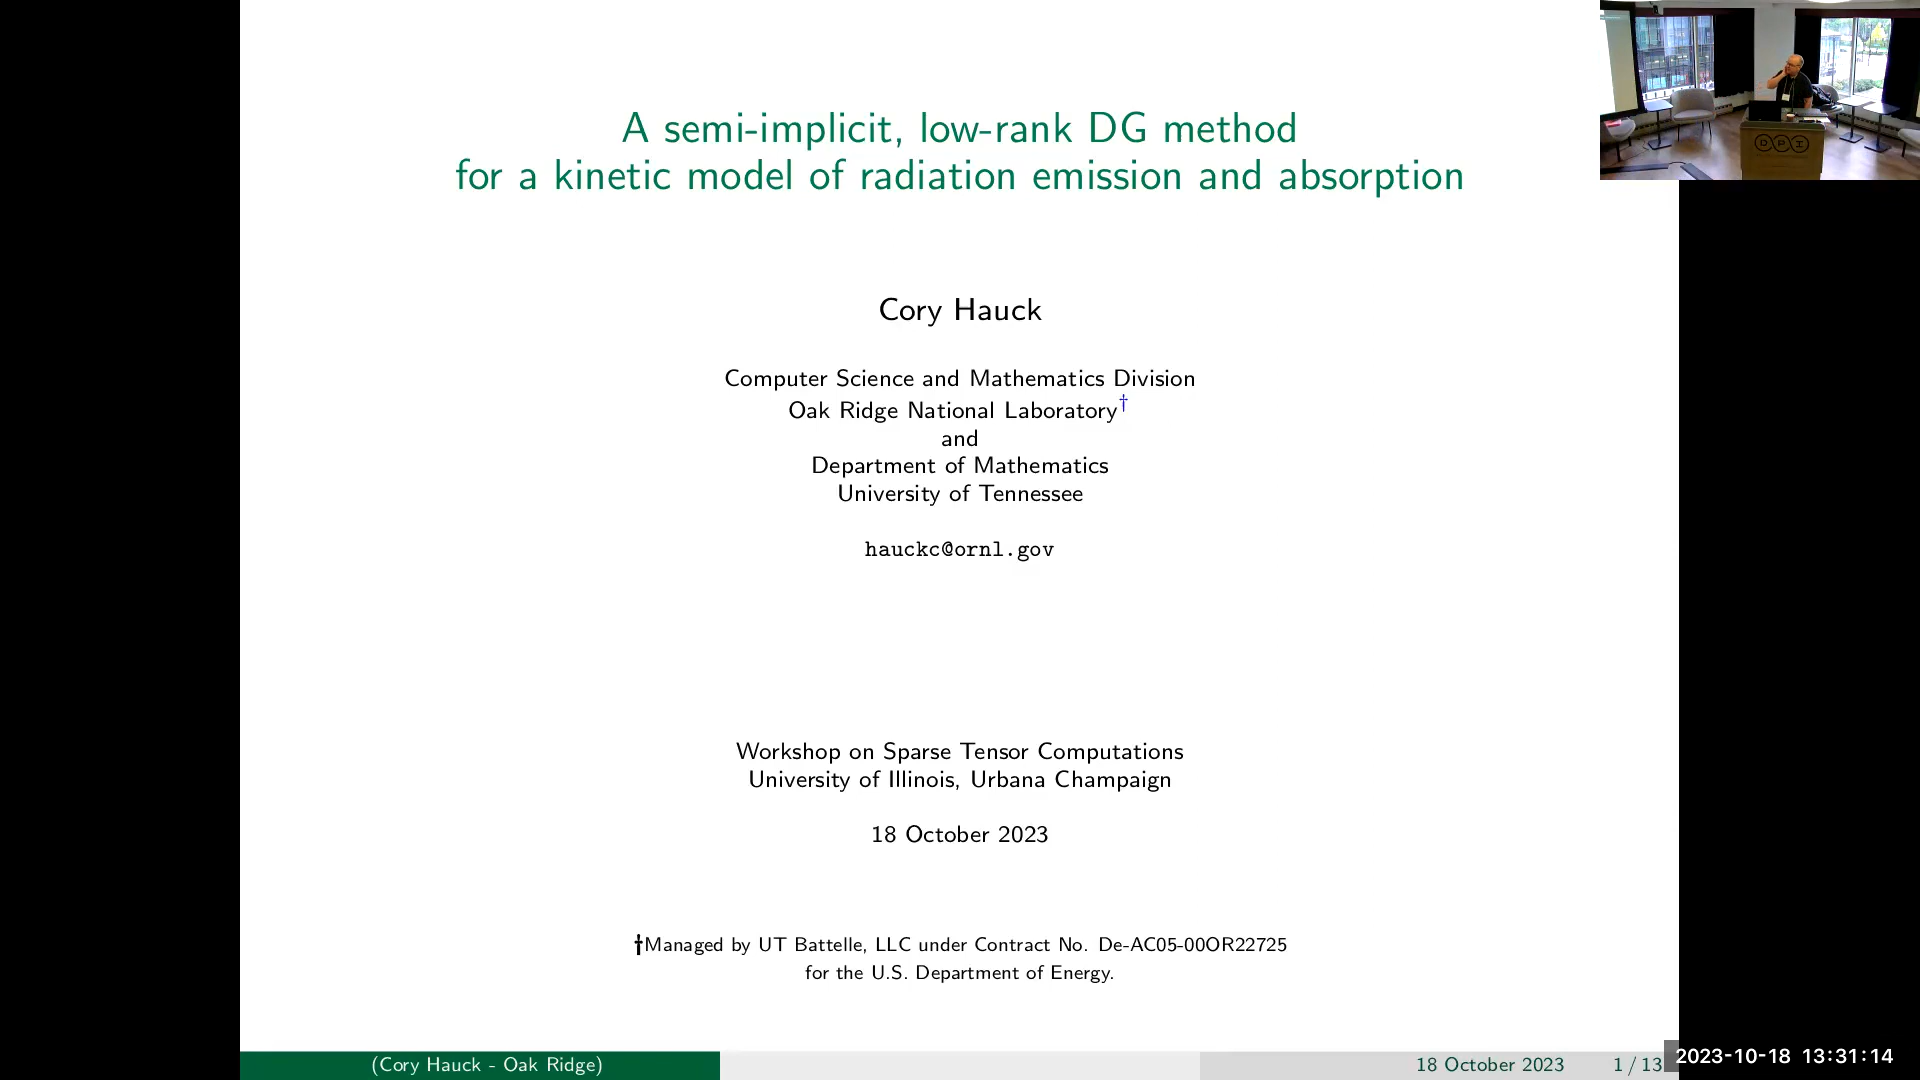 A semi-implicit, low-rank DG method
for a kinetic model of radiation emission and absorption
Cory Hauck
Computer Science and Mathematics Division
Oak Ridge National Laboratory†
and
Department of Mathematics
University of Tennessee
hauckc@ornl.gov
Workshop on Sparse Tensor Computations
University of Illinois, Urbana Champaign
18 October 2023
†Managed by UT Battelle, LLC under Contract No. De-AC05-00OR22725
for the U.S. Department of Energy.
(Cory Hauck - Oak Ridge)
18 October 2023
1 / 13
DPI
2023-10-18 13:31:14